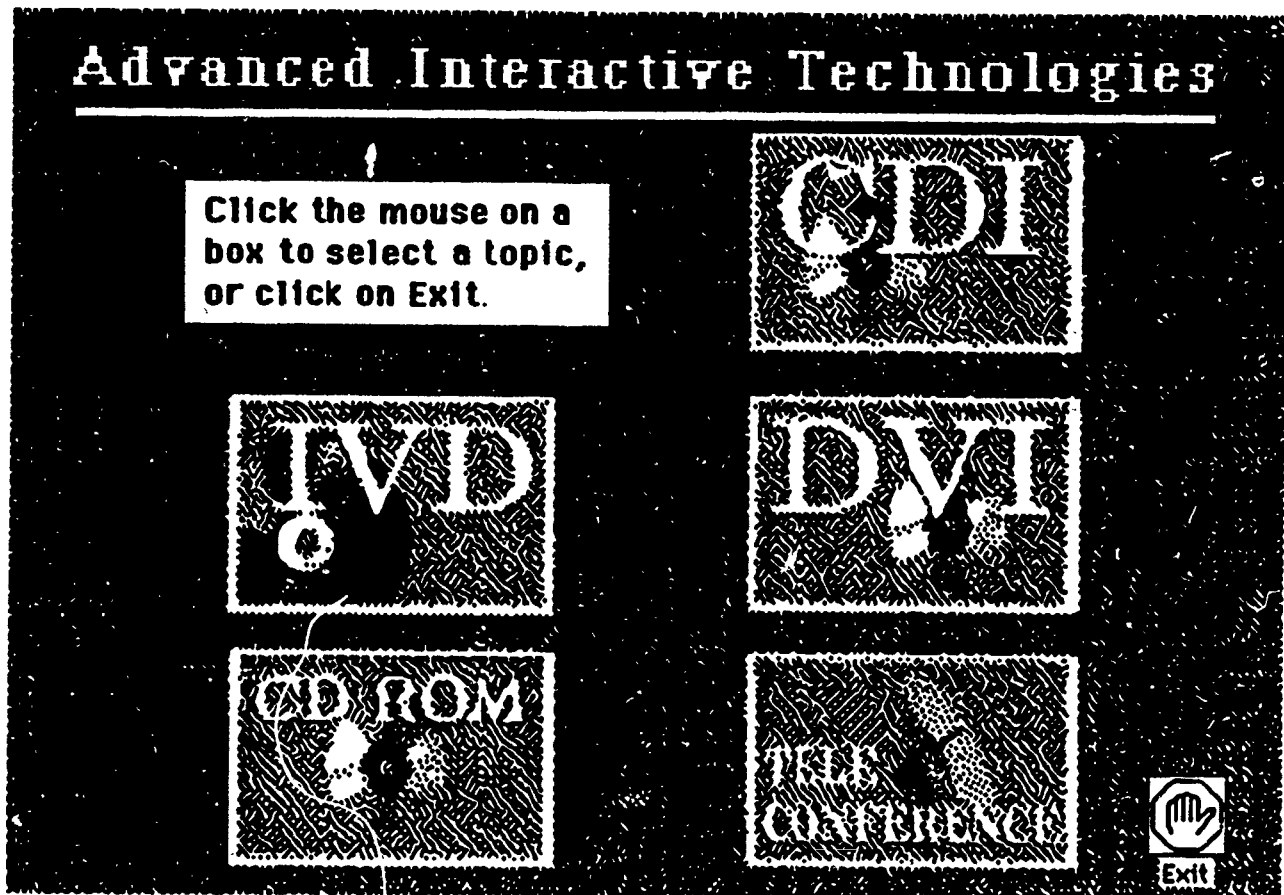 Advanced Interactive Technologies
Click the mouse on a
box to select a topic,
or click on Exit.
CDI
IVD
DVI
CD ROM
TELE
CONFERENCE
Exit